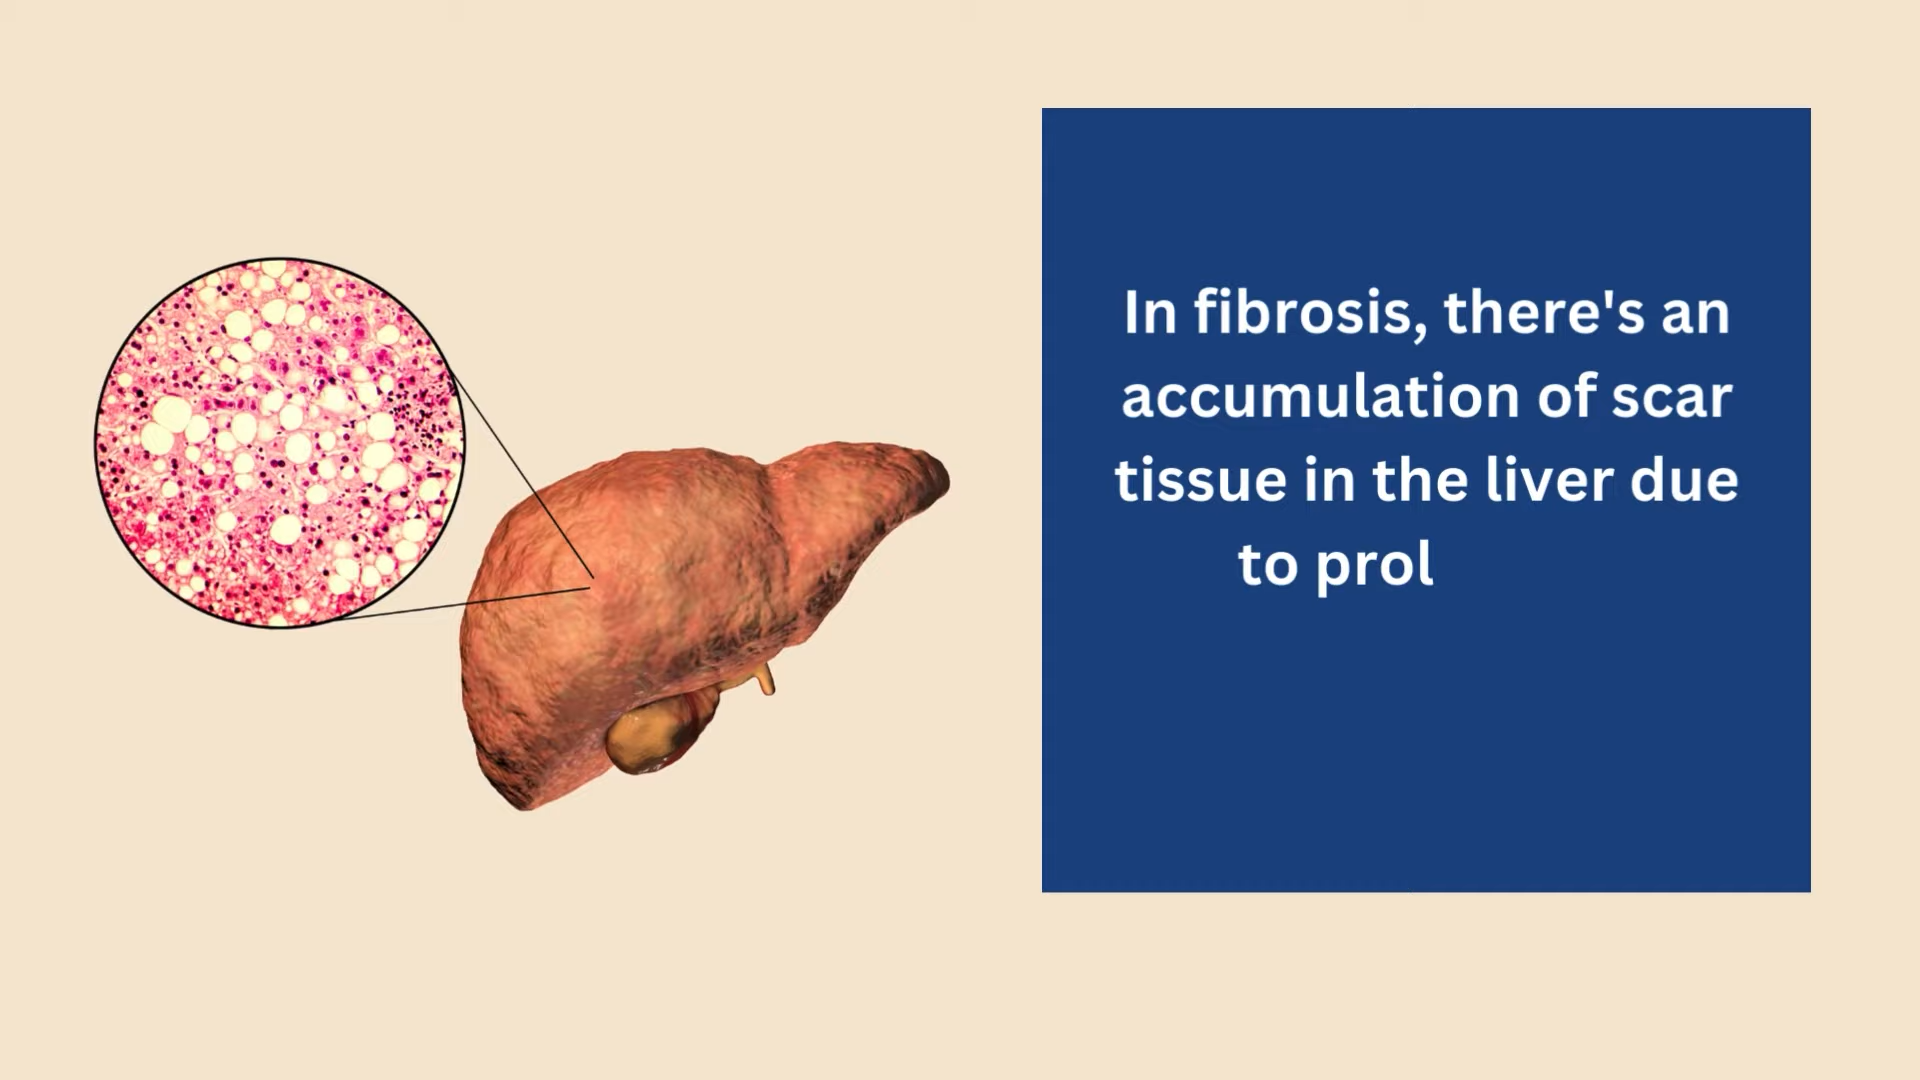 In fibrosis, there's an
accumulation of scar
tissue in the liver due
to prol